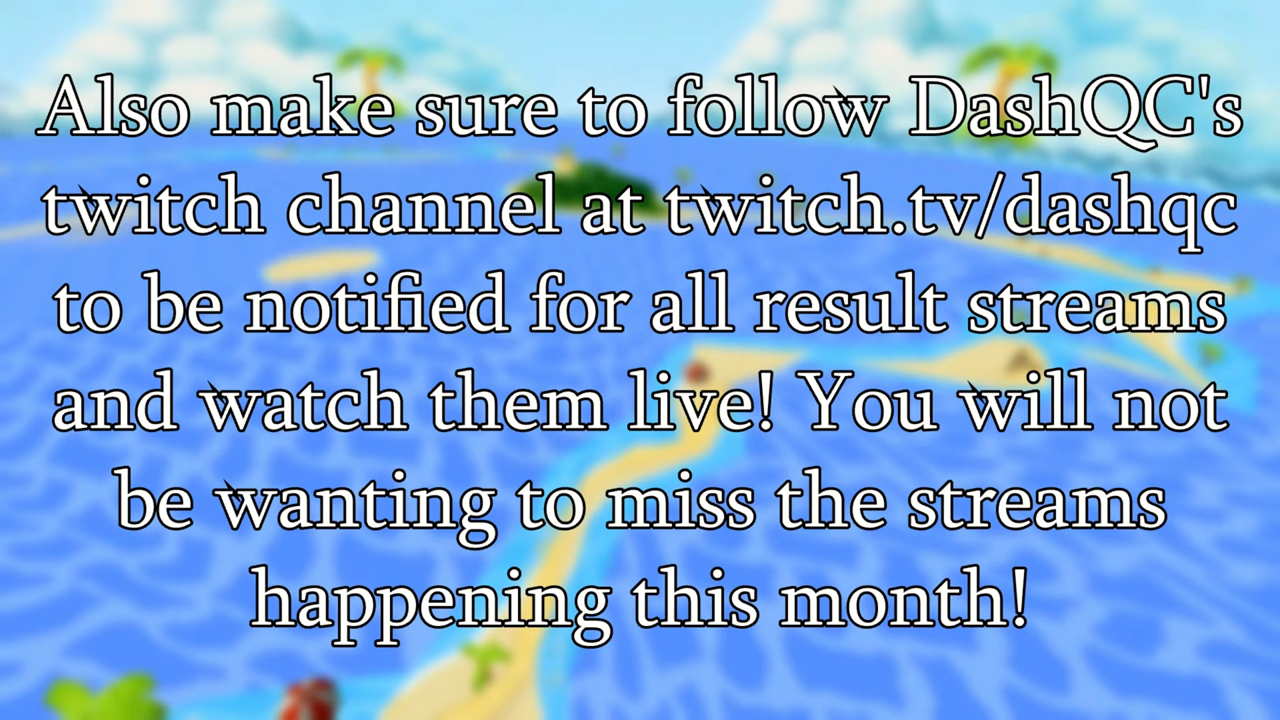 Also make sure to follow DashQC's
twitch channel at twitch.tv/dashqc
to be notified for all result streams
and watch them live! You will not
be wanting to miss the streams
happening this month!